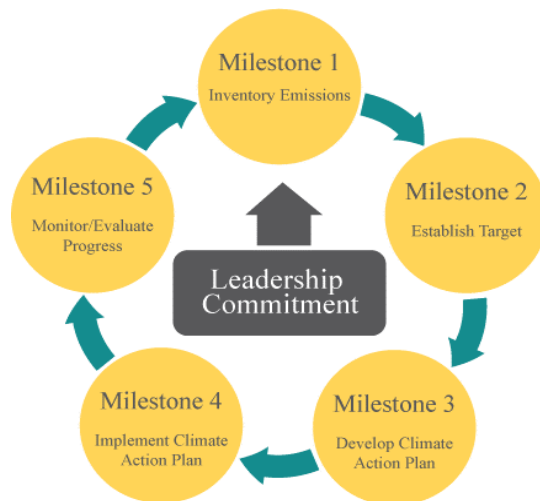 Milestone 1
Inventory Emissions
Milestone 2
Establish Target
Milestone 3
Develop Climate
Action Plan
Milestone 4
Implement Climate
Action Plan
Milestone 5
Monitor/Evaluate
Progress
Leadership
Commitment